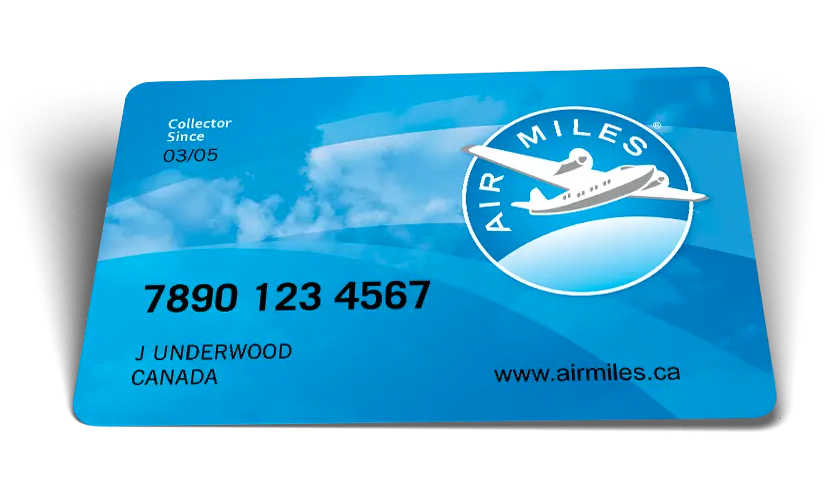 Collector
Since
03/05
AIR MILES®
7890 123 4567
J UNDERWOOD
CANADA
www.airmiles.ca